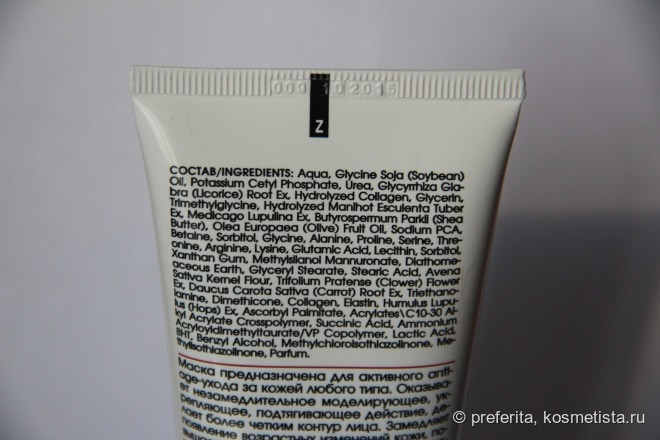 009 102015
Z
СОСТАВ/INGREDIENTS: Aqua, Glycine Soja (Soybean)
Oil, Potassium Cetyl Phosphate, Urea, Glycyrrhiza Gla-
bra (Licorice) Root Ex, Hydrolyzed Collagen, Glycerin,
Trimethylglycine, Hydrolyzed Manihot Esculenta Tuber
Ex, Medicago Lupulina Ex, Butyrospermum Parkii (Shea
Butter), Olea Europaea (Olive) Fruit Oil, Sodium PCA,
Betaine, Sorbitol, Glycine, Alanine, Proline, Serine, Thre-
onine, Arginine, Lysine, Glutamic Acid, Lecithin, Sorbitol,
Xanthan Gum, Methylsilanol Mannuronate, Diathome-
aceous Earth, Glyceryl Stearate, Stearic Acid, Avena
Sativa Kernel Flour, Trifolium Pratense (Clower) Flower
Ex, Daucus Carota Sativa (Carrot) Root Ex, Triethano-
lamine, Dimethicone, Collagen, Elastin, Humulus Lupu-
lus (Hops) Ex, Ascorbyl Palmitate, Acrylates\C10-30 Al-
kyl Acrylate Crosspolymer, Succinic Acid, Ammonium
Acryloyldimethyltaurate/VP Copolymer, Lactic Acid,
BHT, Benzyl Alcohol, Methylchloroisothiazolinone, Me-
thylisothiazolinone, Parfum.
Маска предназначена для активного anti-
age-ухода за кожей любого типа. Оказыва-
ет незамедлительное моделирующее, ук-
репляющее, подтягивающее действие, де-
лает более четким контур лица. Замедляет
появление возрастных изменений кожи, по-
© preferita, kosmetista.ru